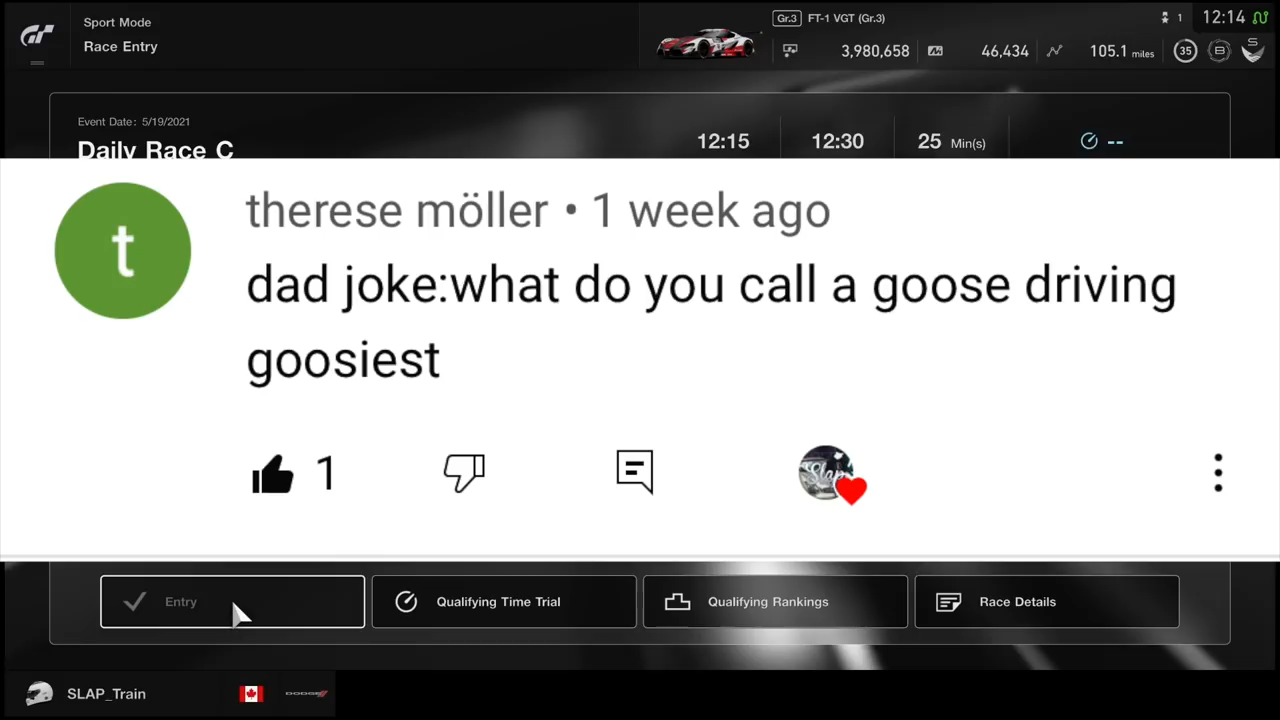 Sport Mode
Race Entry
Gr.3 FT-1 VGT (Gr.3)
1 12:14
3,980,658 46,434 105.1 miles 35 B S
Event Date: 5/19/2021
Daily Race C
12:15 12:30 25 Min(s) --
t
therese möller • 1 week ago
dad joke:what do you call a goose driving
goosiest
1
Slap
Entry Qualifying Time Trial Qualifying Rankings Race Details
SLAP_Train DODGE